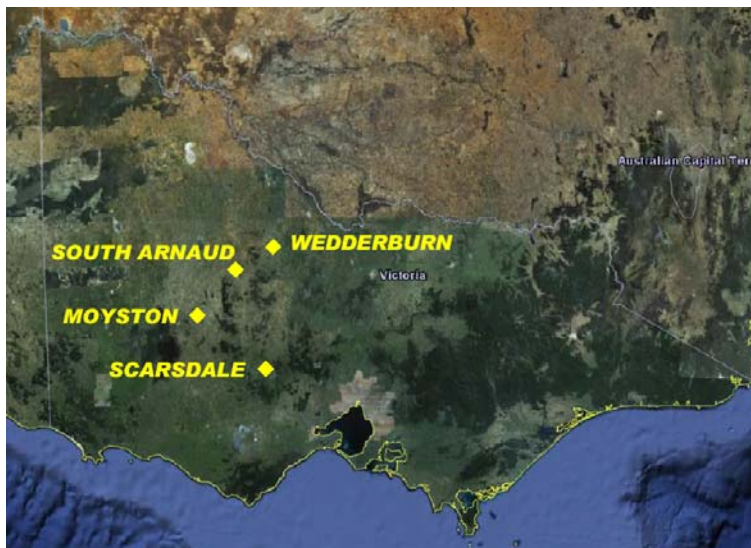 Australian Capital Ter
WEDDERBURN
SOUTH ARNAUD
Victoria
MOYSTON
SCARSDALE